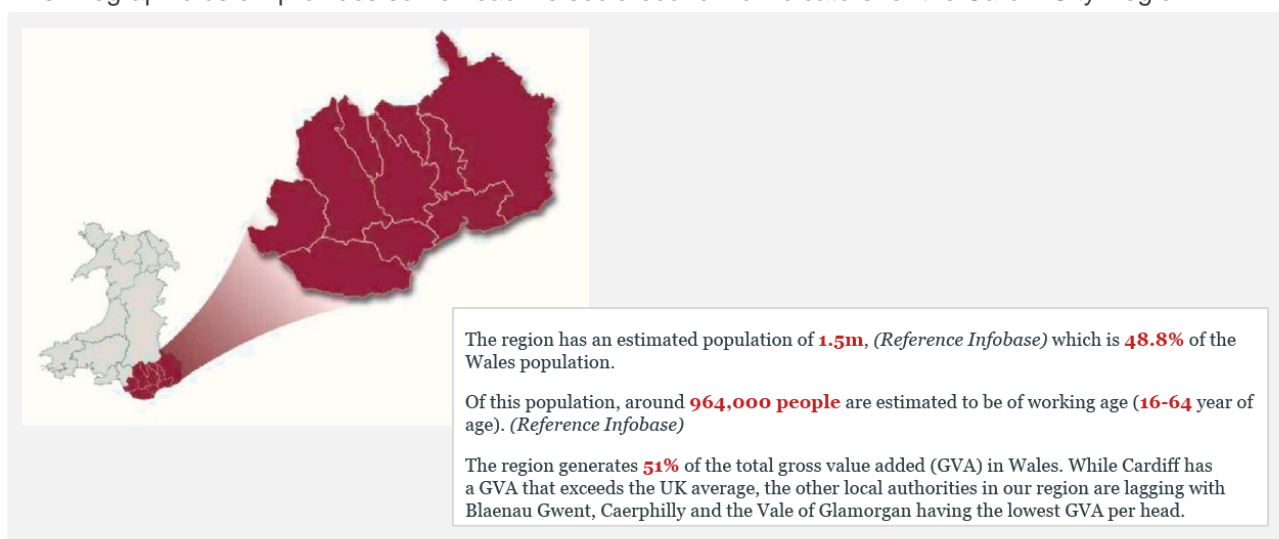 The region has an estimated population of 1.5m, (Reference Infobase) which is 48.8% of the
Wales population.
Of this population, around 964,000 people are estimated to be of working age (16-64 year of
age). (Reference Infobase)
The region generates 51% of the total gross value added (GVA) in Wales. While Cardiff has
a GVA that exceeds the UK average, the other local authorities in our region are lagging with
Blaenau Gwent, Caerphilly and the Vale of Glamorgan having the lowest GVA per head.